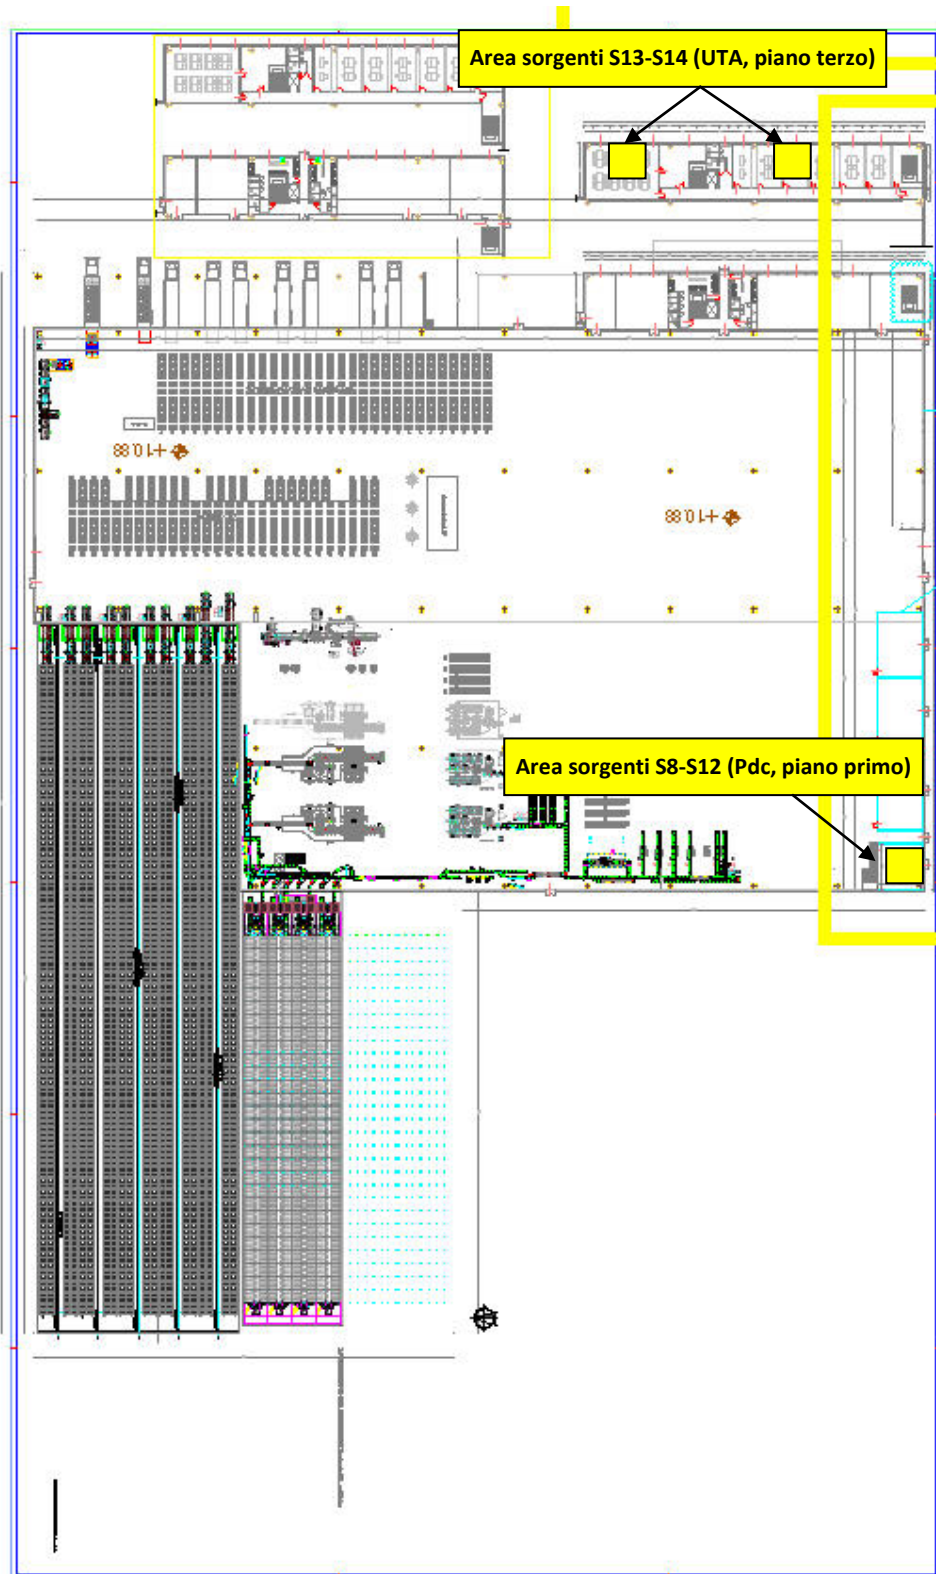 Area sorgenti S13-S14 (UTA, piano terzo)
+10.88
+10.88
Area sorgenti S8-S12 (Pdc, piano primo)